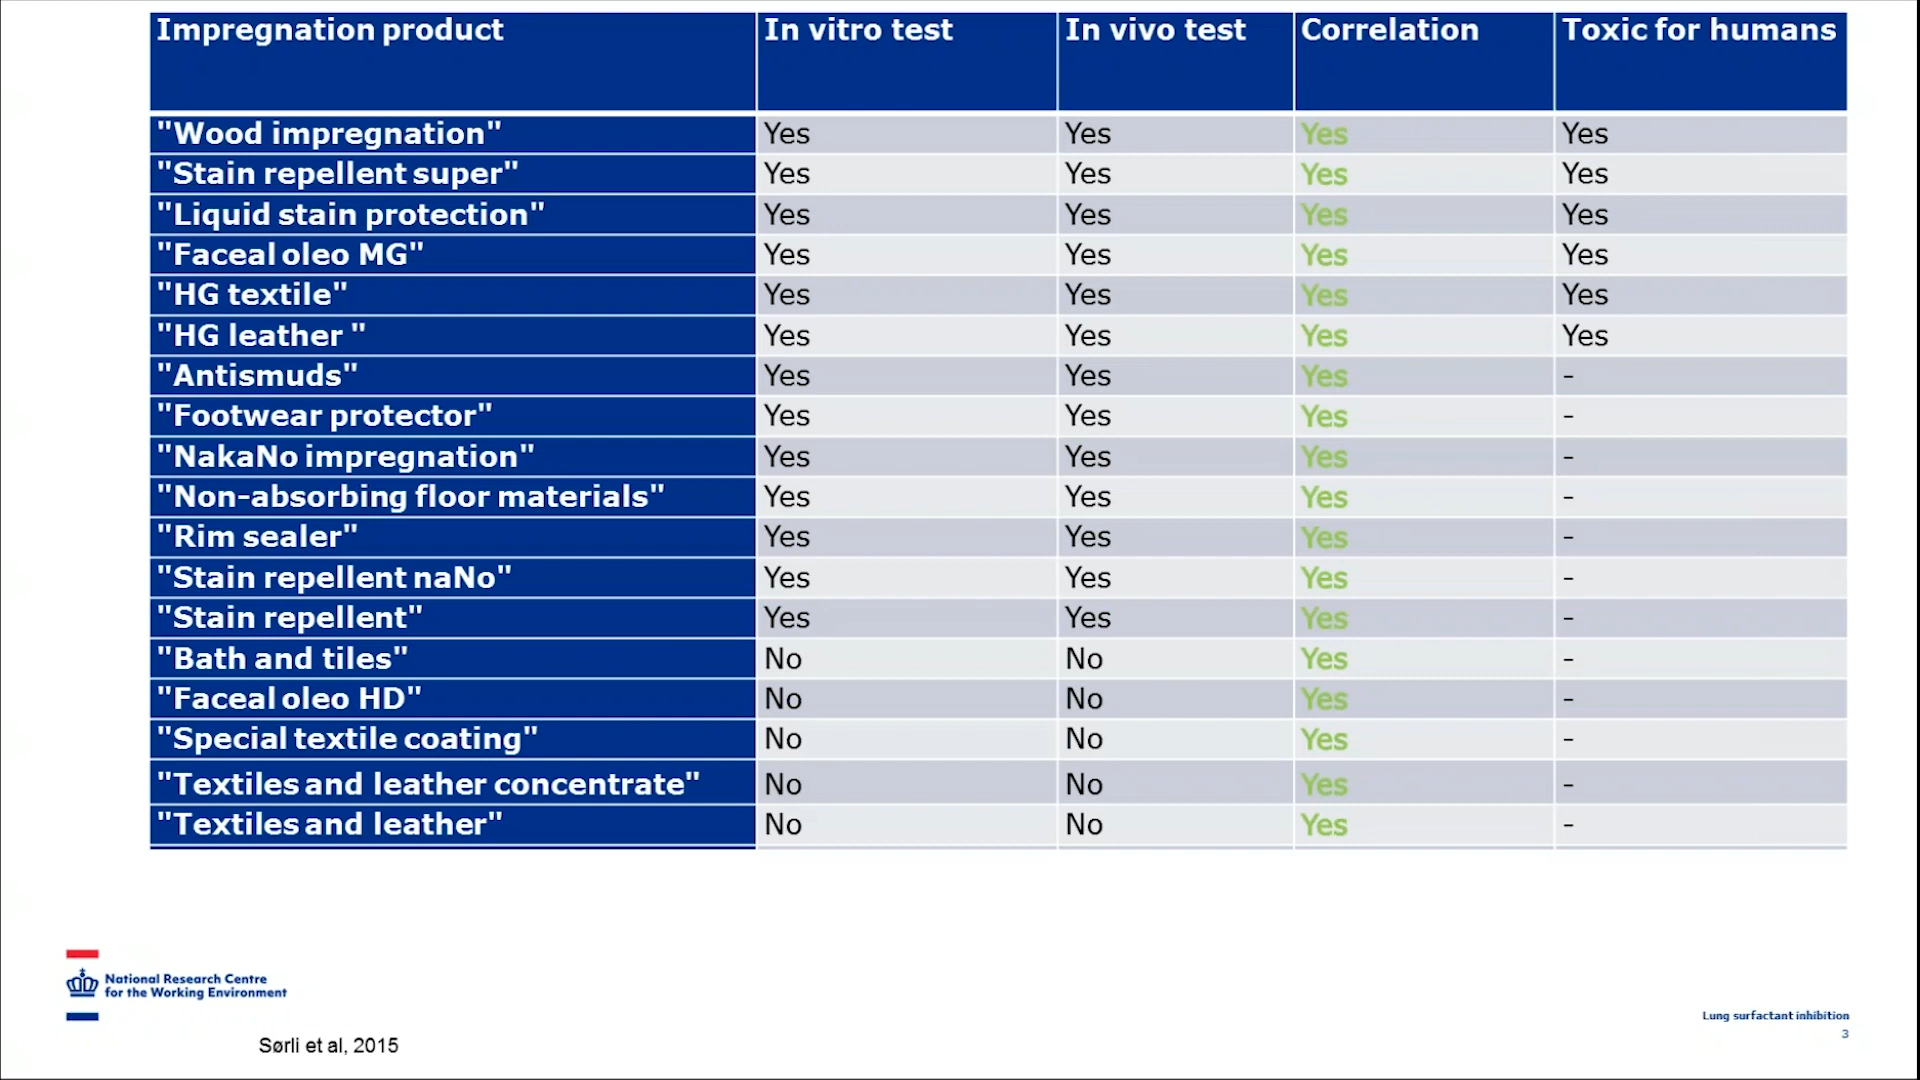 Impregnation product In vitro test In vivo test Correlation Toxic for humans
"Wood impregnation" Yes Yes Yes Yes
"Stain repellent super" Yes Yes Yes Yes
"Liquid stain protection" Yes Yes Yes Yes
"Faceal oleo MG" Yes Yes Yes Yes
"HG textile" Yes Yes Yes Yes
"HG leather " Yes Yes Yes Yes
"Antismuds" Yes Yes Yes -
"Footwear protector" Yes Yes Yes -
"NakaNo impregnation" Yes Yes Yes -
"Non-absorbing floor materials" Yes Yes Yes -
"Rim sealer" Yes Yes Yes -
"Stain repellent naNo" Yes Yes Yes -
"Stain repellent" Yes Yes Yes -
"Bath and tiles" No No Yes -
"Faceal oleo HD" No No Yes -
"Special textile coating" No No Yes -
"Textiles and leather concentrate" No No Yes -
"Textiles and leather" No No Yes -
National Research Centre
for the Working Environment
Lung surfactant inhibition
3
Sørli et al, 2015